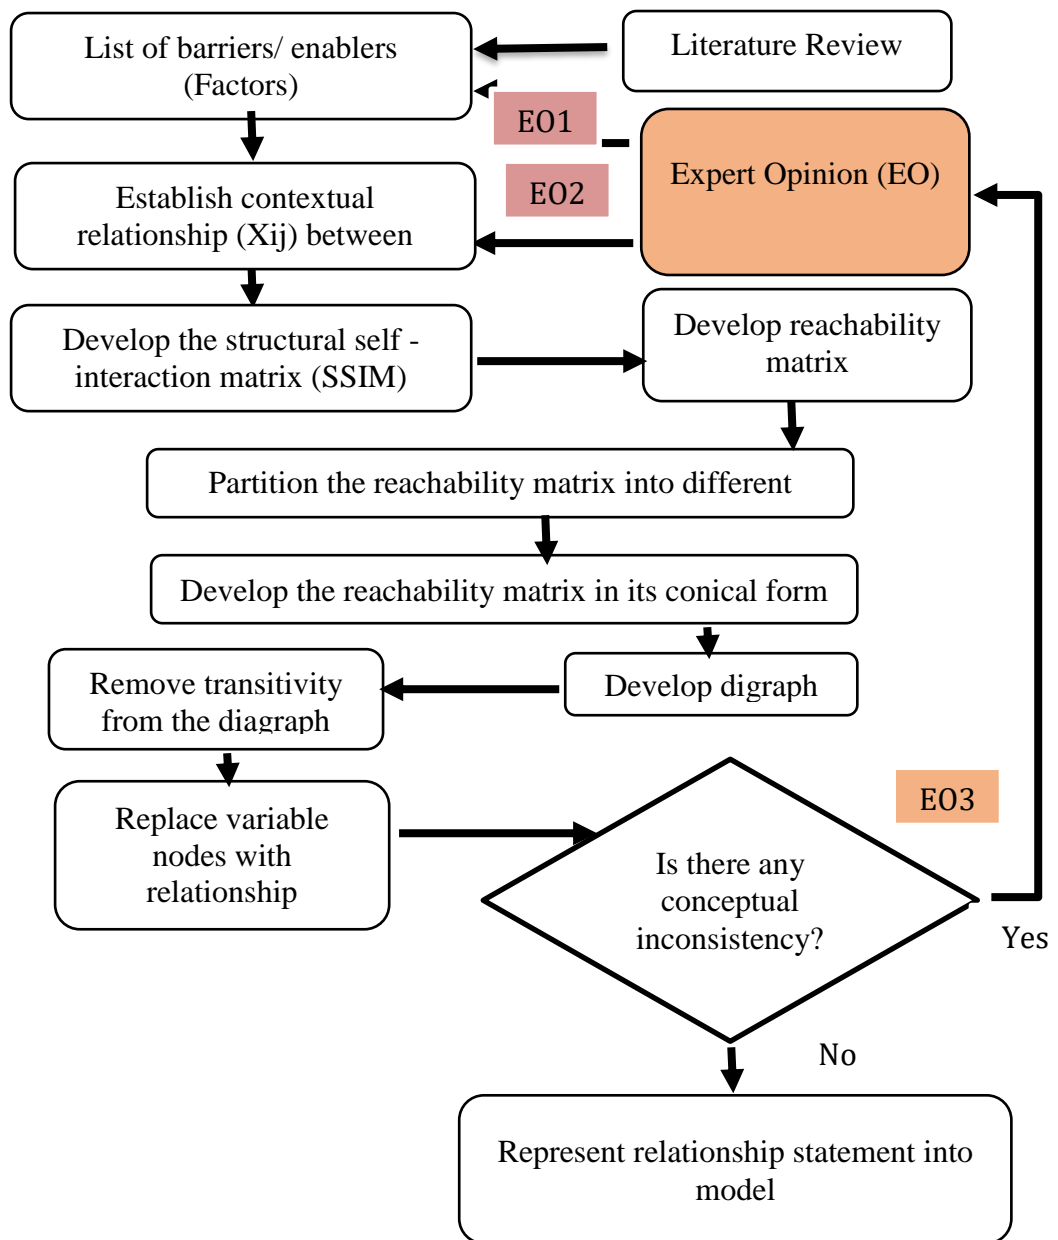 List of barriers/ enablers
(Factors)
Literature Review
EO1
Expert Opinion (EO)
EO2
Establish contextual
relationship (Xij) between
Develop the structural self -
interaction matrix (SSIM)
Develop reachability
matrix
Partition the reachability matrix into different
Develop the reachability matrix in its conical form
Develop digraph
Remove transitivity
from the diagraph
Replace variable
nodes with
relationship
EO3
Is there any
conceptual
inconsistency?
Yes
No
Represent relationship statement into
model